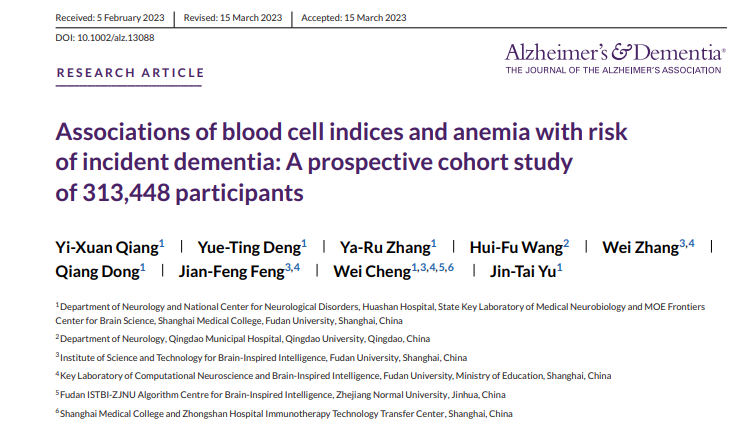 Received: 5 February 2023 | Revised: 15 March 2023 | Accepted: 15 March 2023
DOI: 10.1002/alz.13088
Alzheimer's & Dementia®
THE JOURNAL OF THE ALZHEIMER'S ASSOCIATION
RESEARCH ARTICLE
Associations of blood cell indices and anemia with risk
of incident dementia: A prospective cohort study
of 313,448 participants
Yi-Xuan Qiang1 | Yue-Ting Deng1 | Ya-Ru Zhang1 | Hui-Fu Wang2 | Wei Zhang3,4 |
Qiang Dong1 | Jian-Feng Feng3,4 | Wei Cheng1,3,4,5,6 | Jin-Tai Yu1
1Department of Neurology and National Center for Neurological Disorders, Huashan Hospital, State Key Laboratory of Medical Neurobiology and MOE Frontiers
Center for Brain Science, Shanghai Medical College, Fudan University, Shanghai, China
2Department of Neurology, Qingdao Municipal Hospital, Qingdao University, Qingdao, China
3Institute of Science and Technology for Brain-Inspired Intelligence, Fudan University, Shanghai, China
4Key Laboratory of Computational Neuroscience and Brain-Inspired Intelligence, Fudan University, Ministry of Education, Shanghai, China
5Fudan ISTBI-ZJNU Algorithm Centre for Brain-Inspired Intelligence, Zhejiang Normal University, Jinhua, China
6Shanghai Medical College and Zhongshan Hospital Immunotherapy Technology Transfer Center, Shanghai, China